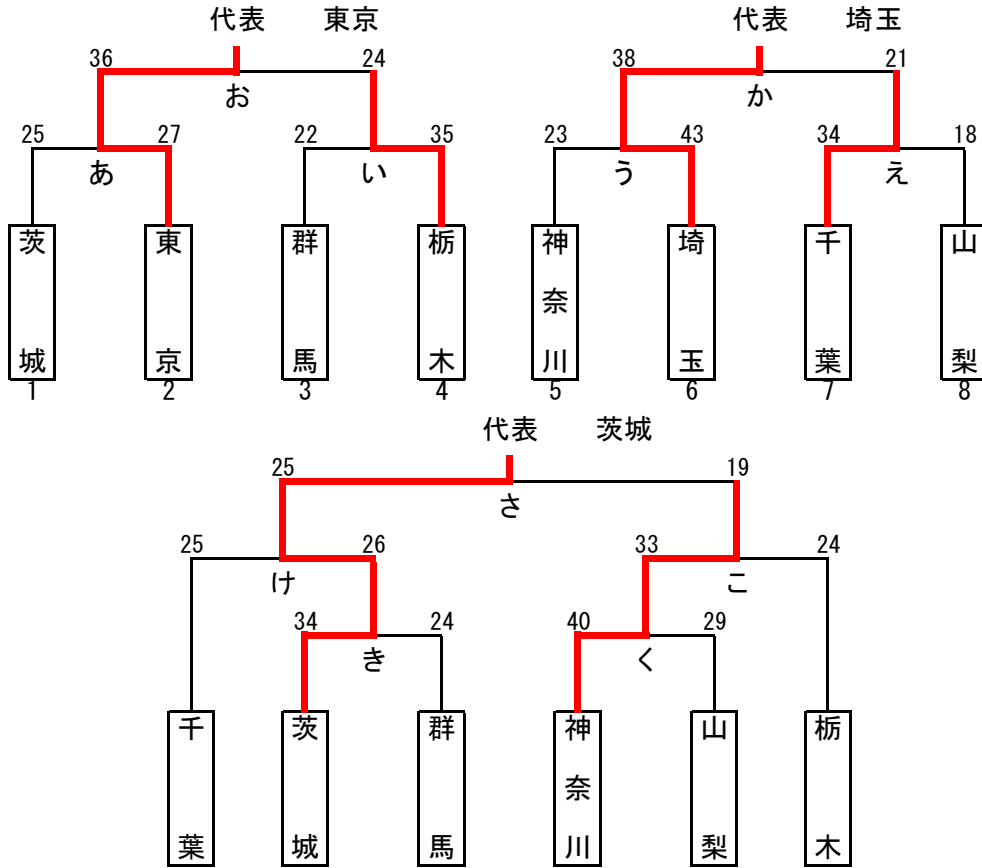 代表 東京 代表 埼玉
36 24 38 21
お か
25 27 22 35 23 43 34 18
あ い う え
茨城 東京 群馬 栃木 神奈川 埼玉 千葉 山梨
1 2 3 4 5 6 7 8
代表 茨城
25 19
さ
25 26 33 24
け こ
34 24 40 29
き く
千葉 茨城 群馬 神奈川 山梨 栃木